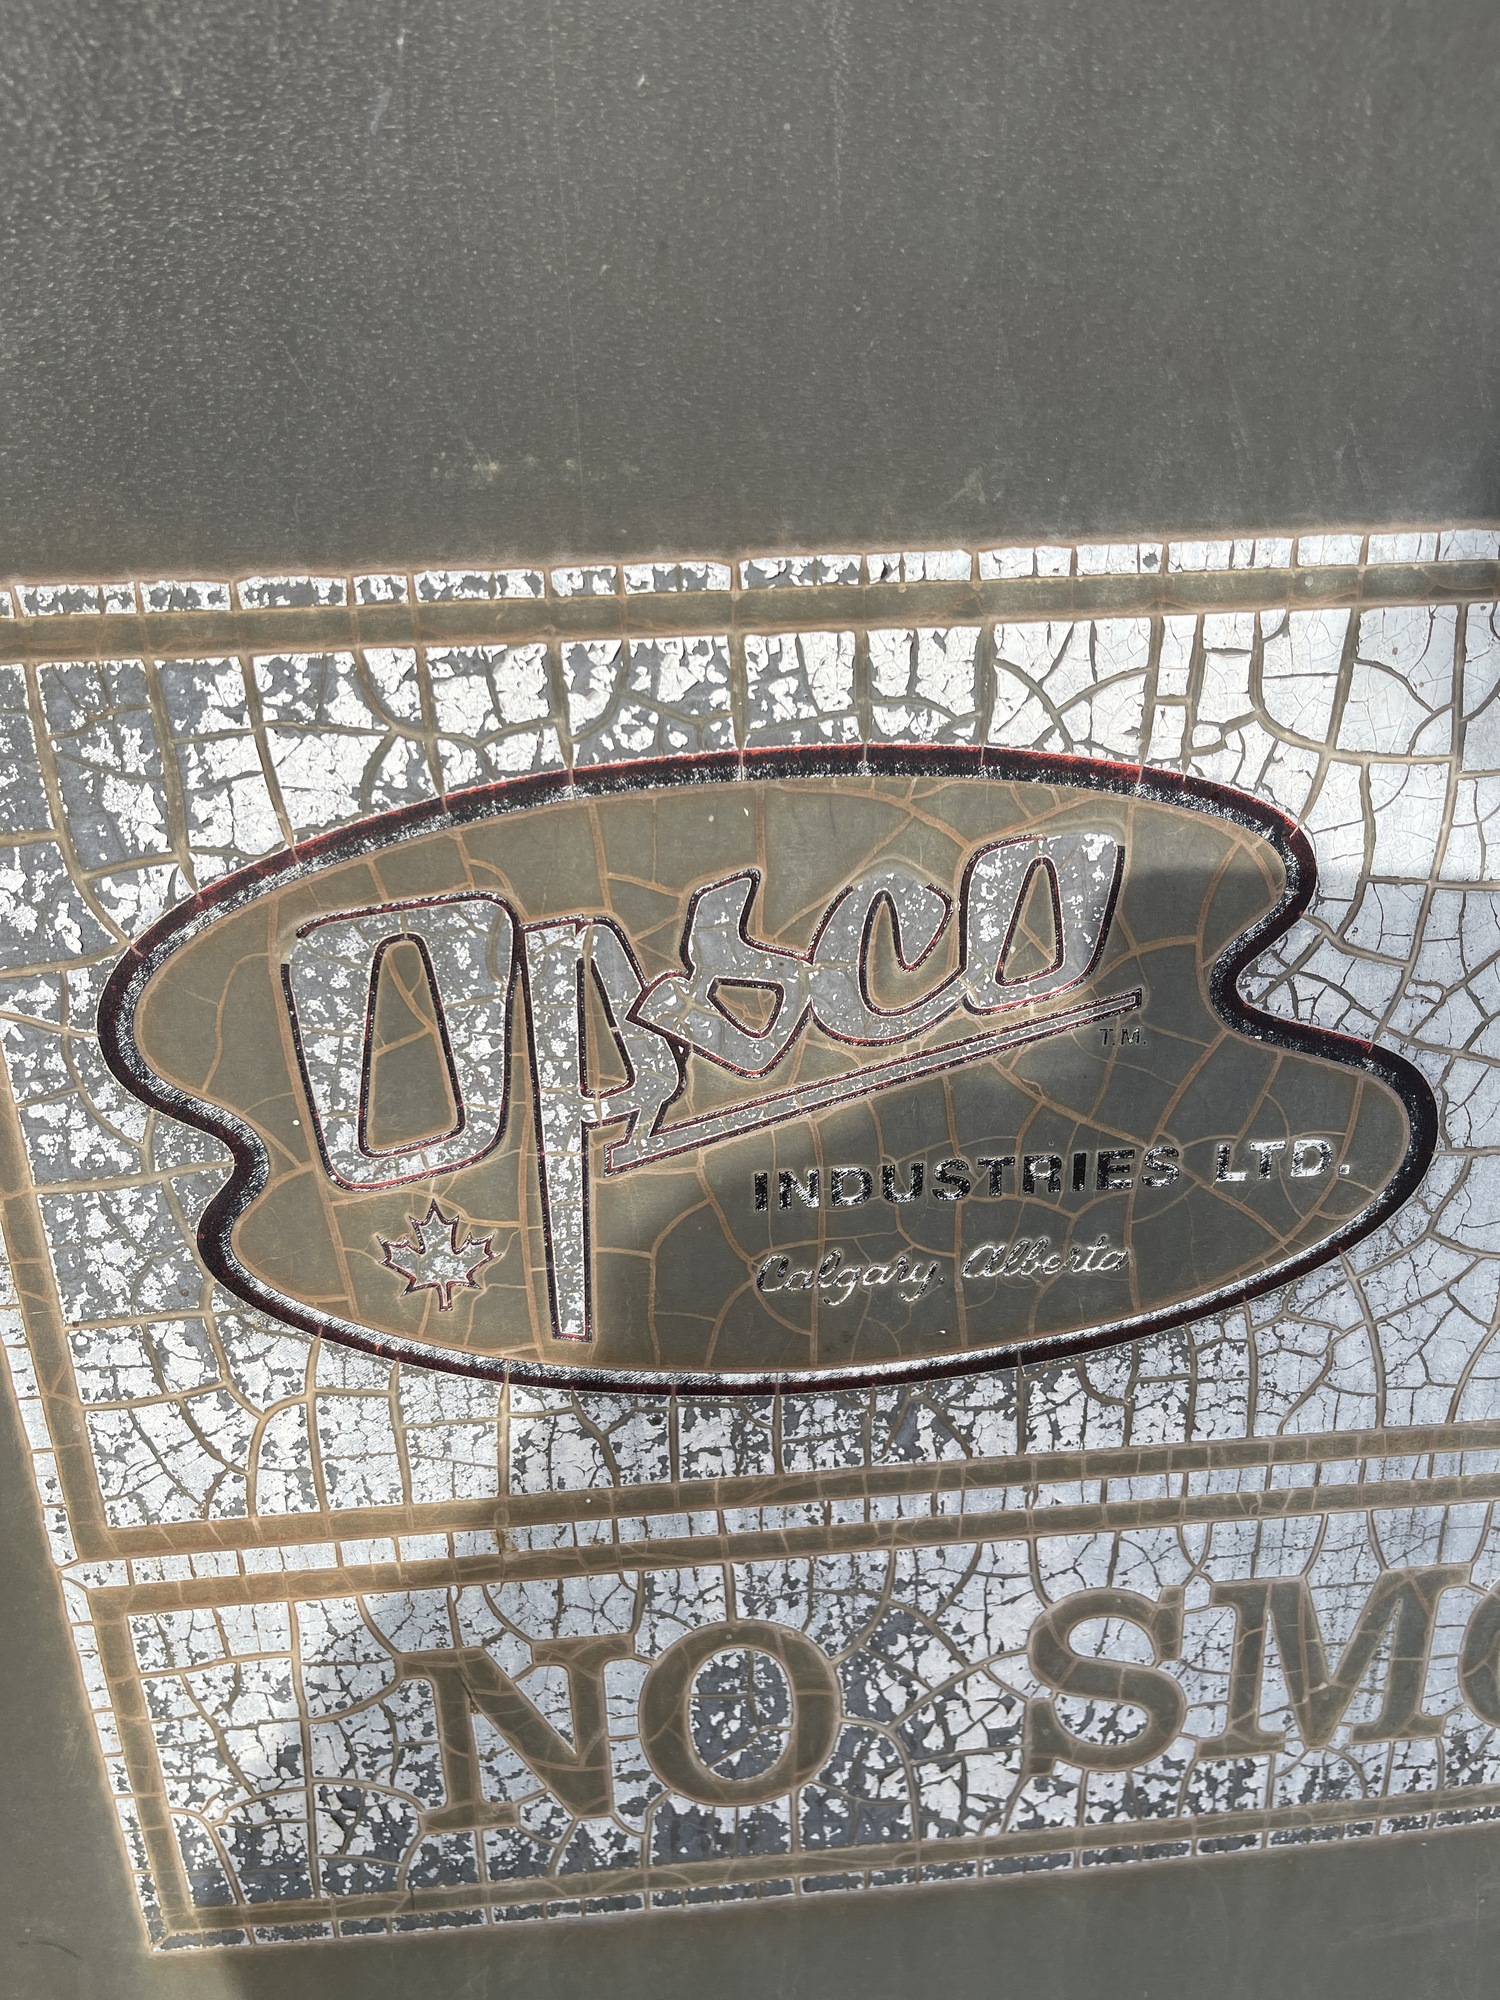 Opsco
T.M.
INDUSTRIES LTD.
Calgary, Alberta
NO SMO